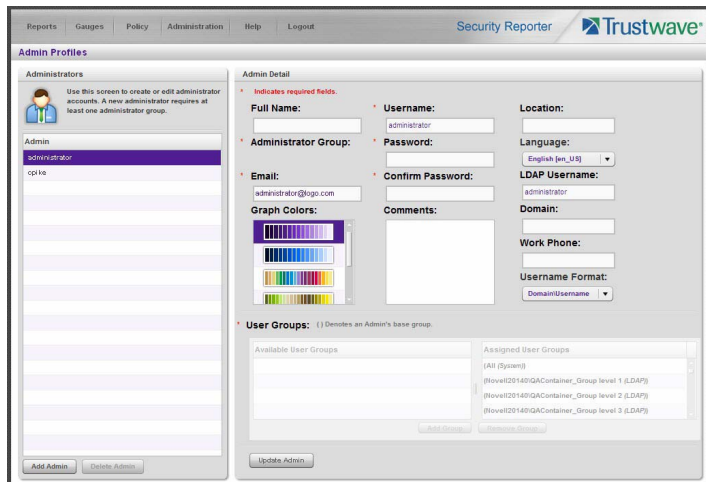 Reports Gauges Policy Administration Help Logout
Security Reporter Trustwave®
Admin Profiles
Administrators
Use this screen to create or edit administrator
accounts. A new administrator requires at
least one administrator group.
Admin
administrator
cpike
Add Admin Delete Admin
Admin Detail
* Indicates required fields.
Full Name: * Username: Location:
administrator
* Administrator Group: * Password: Language:
English [en_US]
* Email: * Confirm Password: LDAP Username:
administrator@logo.com administrator
Graph Colors: Comments: Domain:
Work Phone:
Username Format:
Domain\Username
* User Groups: () Denotes an Admin's base group.
Available User Groups Assigned User Groups
(All (System))
(Novell20140\QAContainer_Group level 1 (LDAP))
(Novell20140\QAContainer_Group level 2 (LDAP))
(Novell20140\QAContainer_Group level 3 (LDAP))
Add Group Remove Group
Update Admin